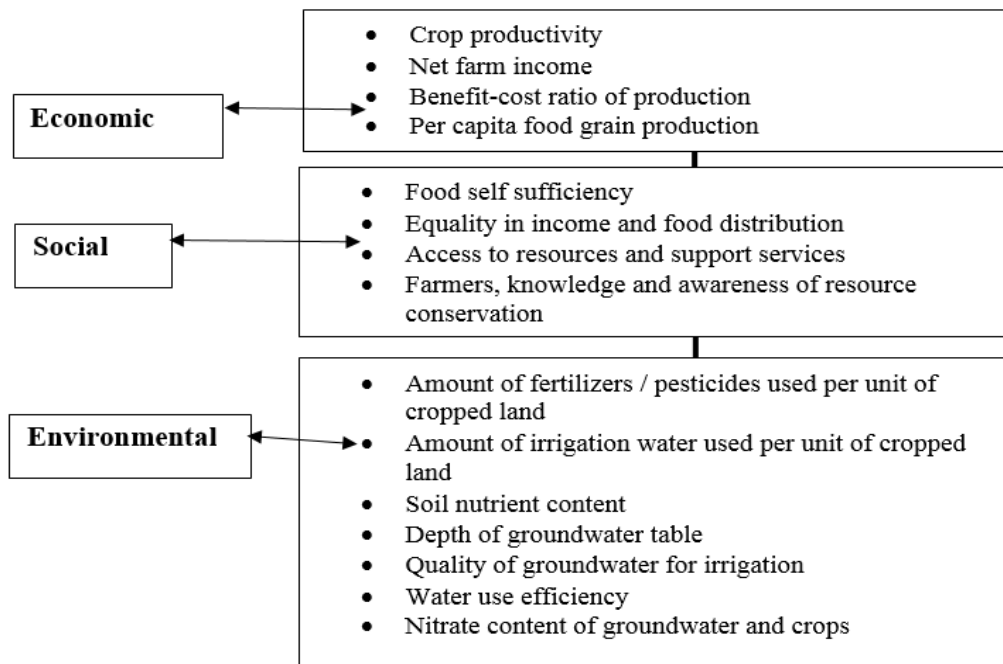 Economic
• Crop productivity
• Net farm income
• Benefit-cost ratio of production
• Per capita food grain production
Social
• Food self sufficiency
• Equality in income and food distribution
• Access to resources and support services
• Farmers, knowledge and awareness of resource
conservation
Environmental
• Amount of fertilizers / pesticides used per unit of
cropped land
• Amount of irrigation water used per unit of cropped
land
• Soil nutrient content
• Depth of groundwater table
• Quality of groundwater for irrigation
• Water use efficiency
• Nitrate content of groundwater and crops